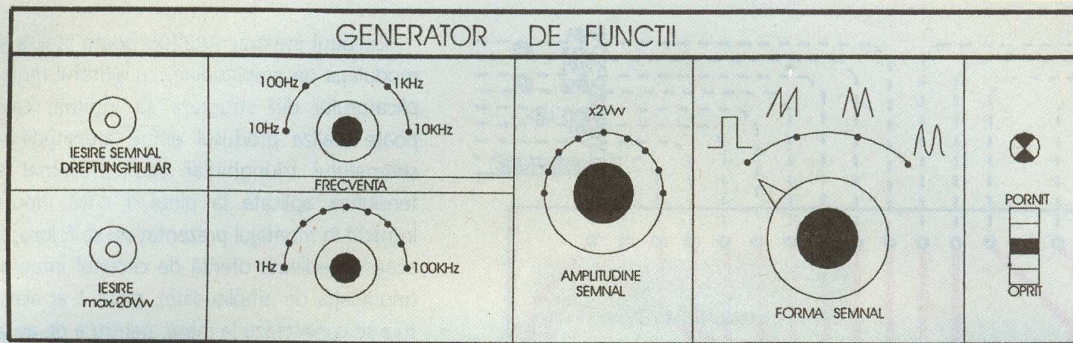 GENERATOR DE FUNCTII
IESIRE SEMNAL
DREPTUNGHIULAR
IESIRE
max.20Vvv
100Hz
1KHz
10Hz
10KHz
FRECVENTA
1Hz
100KHz
x2Vvv
AMPLITUDINE
SEMNAL
FORMA SEMNAL
PORNIT
OPRIT